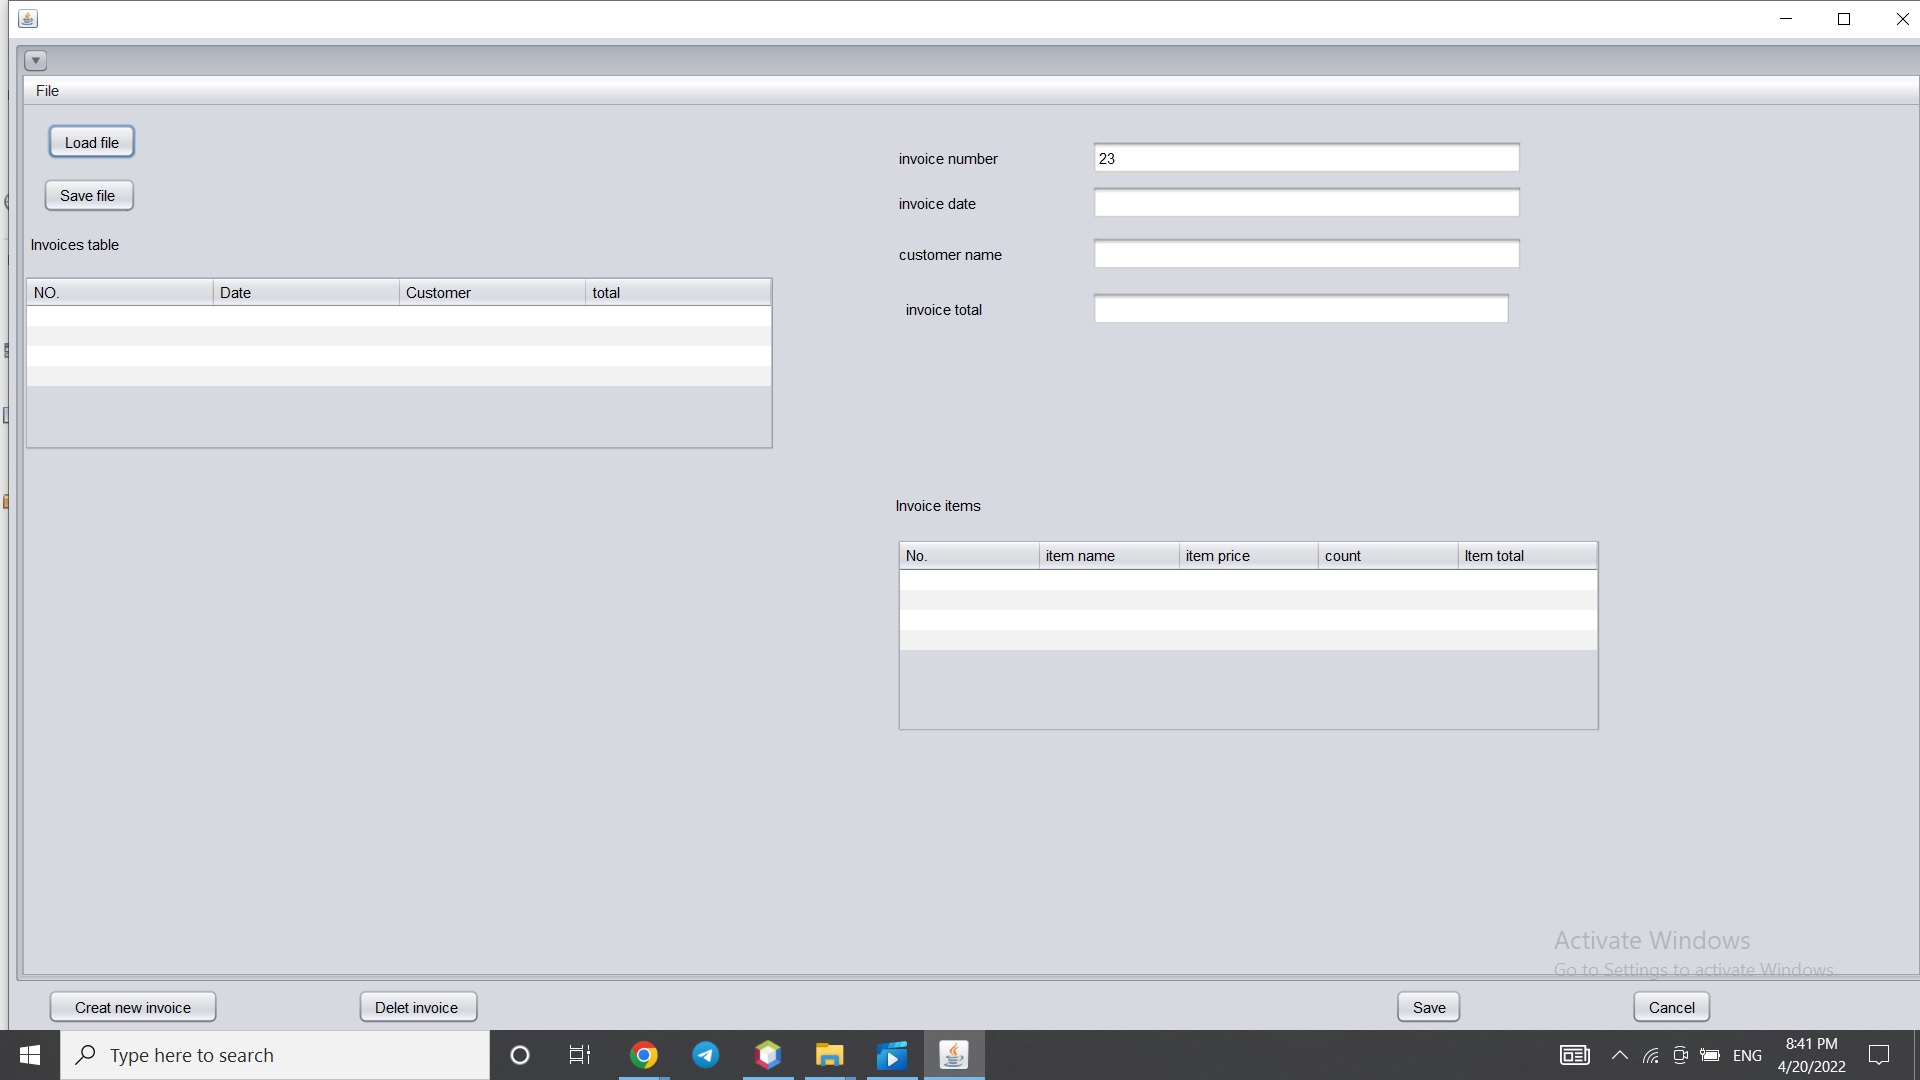 File
Load file
Save file
Invoices table
NO. Date Customer total
invoice number 23
invoice date
customer name
invoice total
Invoice items
No. item name item price count Item total
Activate Windows
Go to Settings to activate Windows.
Creat new invoice Delet invoice Save Cancel
Type here to search
ENG
8:41 PM
4/20/2022